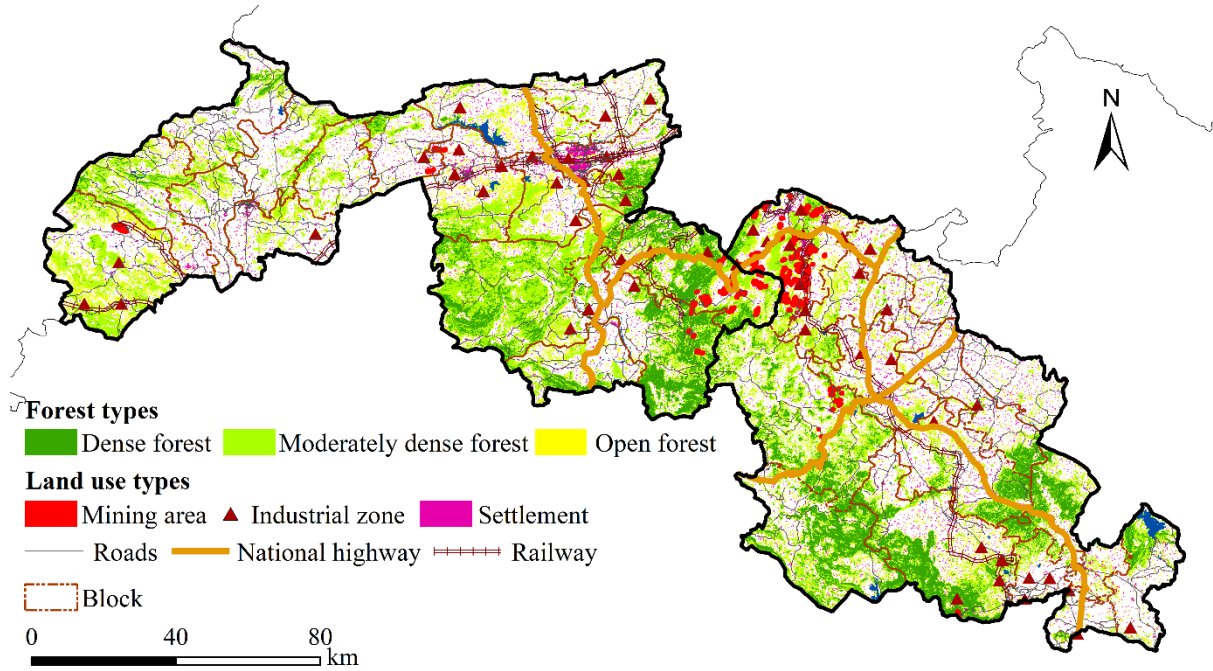 N
Forest types
Dense forest Moderately dense forest Open forest
Land use types
Mining area Industrial zone Settlement
Roads National highway Railway
Block
0 40 80
km